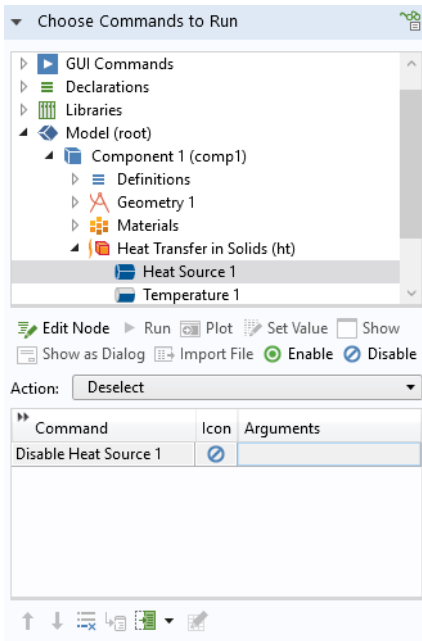 Choose Commands to Run
GUI Commands
Declarations
Libraries
Model (root)
Component 1 (comp1)
Definitions
Geometry 1
Materials
Heat Transfer in Solids (ht)
Heat Source 1
Temperature 1
Edit Node Run Plot Set Value Show
Show as Dialog Import File Enable Disable
Action: Deselect
Command Icon Arguments
Disable Heat Source 1